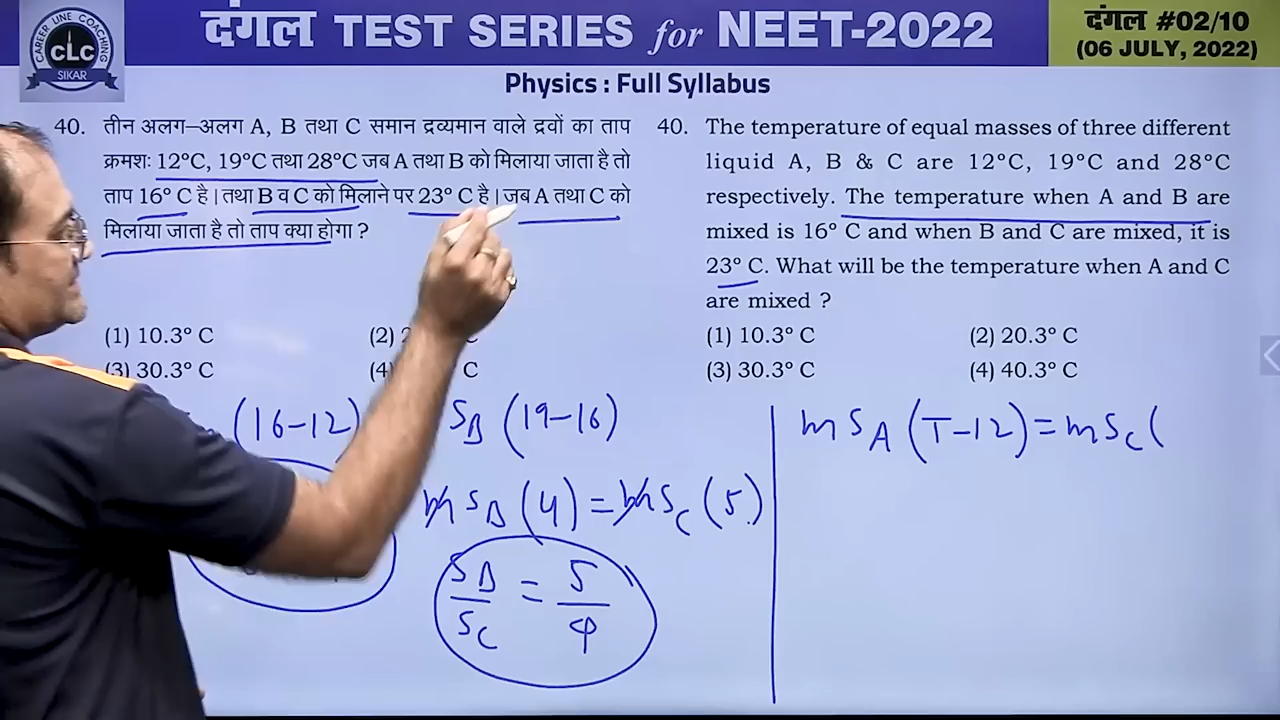 CAREER LINE COACHING
CLC
SIKAR
दंगल TEST SERIES for NEET-2022
दंगल #02/10
(06 JULY, 2022)
Physics : Full Syllabus
40. तीन अलग–अलग A, B तथा C समान द्रव्यमान वाले द्रवों का ताप
क्रमशः 12°C, 19°C तथा 28°C जब A तथा B को मिलाया जाता है तो
ताप 16° C है। तथा B व C को मिलाने पर 23° C है। जब A तथा C को
मिलाया जाता है तो ताप क्या होगा ?
(1) 10.3° C (2)
(3) 30.3° C (4) C
40. The temperature of equal masses of three different
liquid A, B & C are 12°C, 19°C and 28°C
respectively. The temperature when A and B are
mixed is 16° C and when B and C are mixed, it is
23° C. What will be the temperature when A and C
are mixed ?
(1) 10.3° C (2) 20.3° C
(3) 30.3° C (4) 40.3° C
(16-12) SB (19-16)
m SB (4) = m SC (5)
SB/SC = 5/4
m SA (T-12) = m SC (